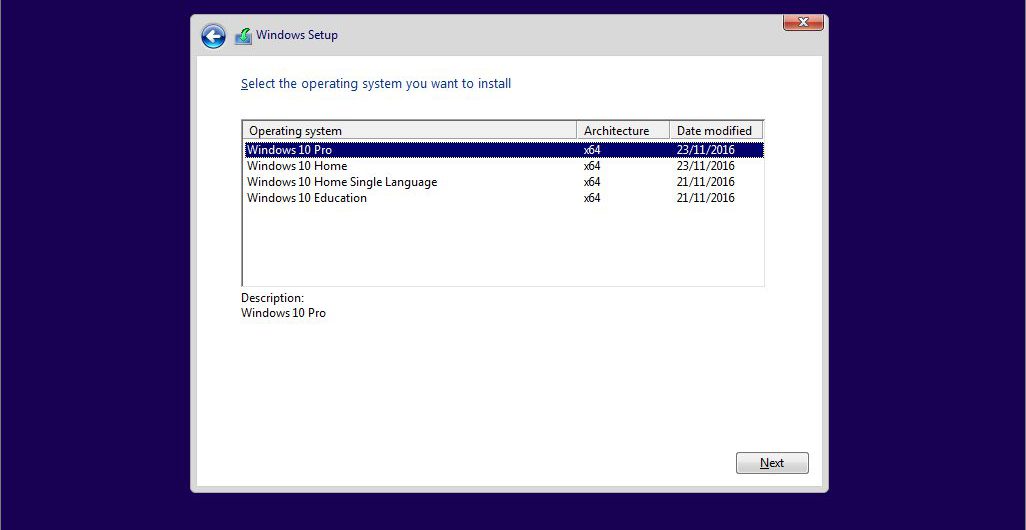 Windows Setup
Select the operating system you want to install
Operating system Architecture Date modified
Windows 10 Pro x64 23/11/2016
Windows 10 Home x64 23/11/2016
Windows 10 Home Single Language x64 21/11/2016
Windows 10 Education x64 21/11/2016
Description:
Windows 10 Pro
Next